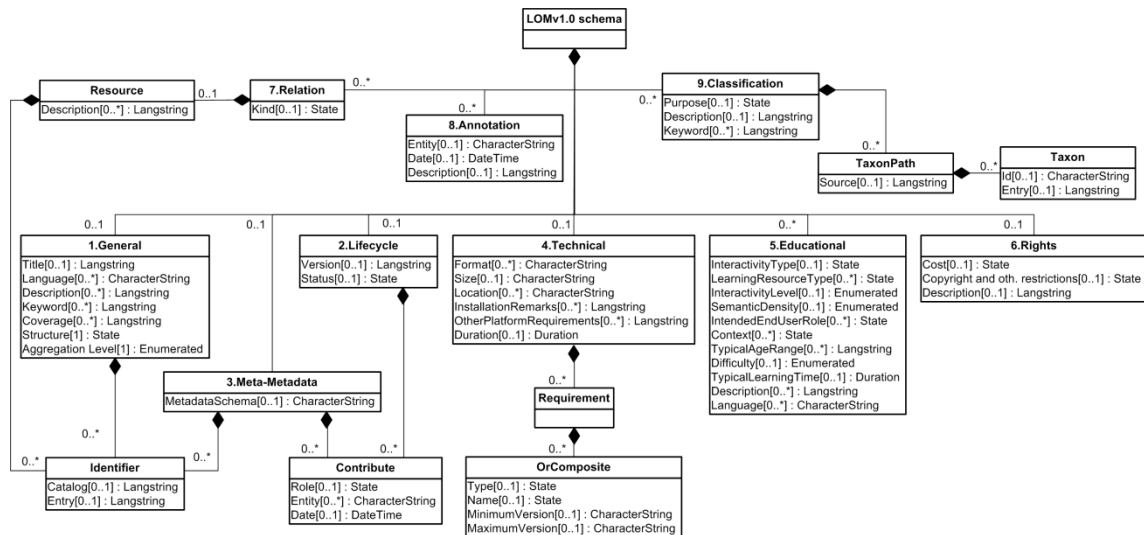 LOMv1.0 schema
Resource
Description[0..*] : Langstring
0..1
7.Relation
Kind[0..1] : State
0..*
0..*
8.Annotation
Entity[0..1] : CharacterString
Date[0..1] : DateTime
Description[0..1] : Langstring
0..*
9.Classification
Purpose[0..1] : State
Description[0..1] : Langstring
Keyword[0..*] : Langstring
0..*
TaxonPath
Source[0..1] : Langstring
0..*
Taxon
Id[0..1] : CharacterString
Entry[0..1] : Langstring
0..1
1.General
Title[0..1] : Langstring
Language[0..*] : CharacterString
Description[0..*] : Langstring
Keyword[0..*] : Langstring
Coverage[0..*] : Langstring
Structure[1] : State
Aggregation Level[1] : Enumerated
0..1
0..1
2.Lifecycle
Version[0..1] : Langstring
Status[0..1] : State
0..1
4.Technical
Format[0..*] : CharacterString
Size[0..1] : CharacterString
Location[0..*] : CharacterString
InstallationRemarks[0..*] : Langstring
OtherPlatformRequirements[0..*] : Langstring
Duration[0..1] : Duration
0..*
5.Educational
InteractivityType[0..1] : State
LearningResourceType[0..*] : State
InteractivityLevel[0..1] : Enumerated
SemanticDensity[0..1] : Enumerated
IntendedEndUserRole[0..*] : State
Context[0..*] : State
TypicalAgeRange[0..*] : Langstring
Difficulty[0..1] : Enumerated
TypicalLearningTime[0..1] : Duration
Description[0..*] : Langstring
Language[0..*] : CharacterString
0..1
6.Rights
Cost[0..1] : State
Copyright and oth. restrictions[0..1] : State
Description[0..1] : Langstring
3.Meta-Metadata
MetadataSchema[0..1] : CharacterString
0..*
Requirement
0..*
0..*
0..*
0..*
0..*
0..*
Identifier
Catalog[0..1] : Langstring
Entry[0..1] : Langstring
Contribute
Role[0..1] : State
Entity[0..*] : CharacterString
Date[0..1] : DateTime
OrComposite
Type[0..1] : State
Name[0..1] : State
MinimumVersion[0..1] : CharacterString
MaximumVersion[0..1] : CharacterString